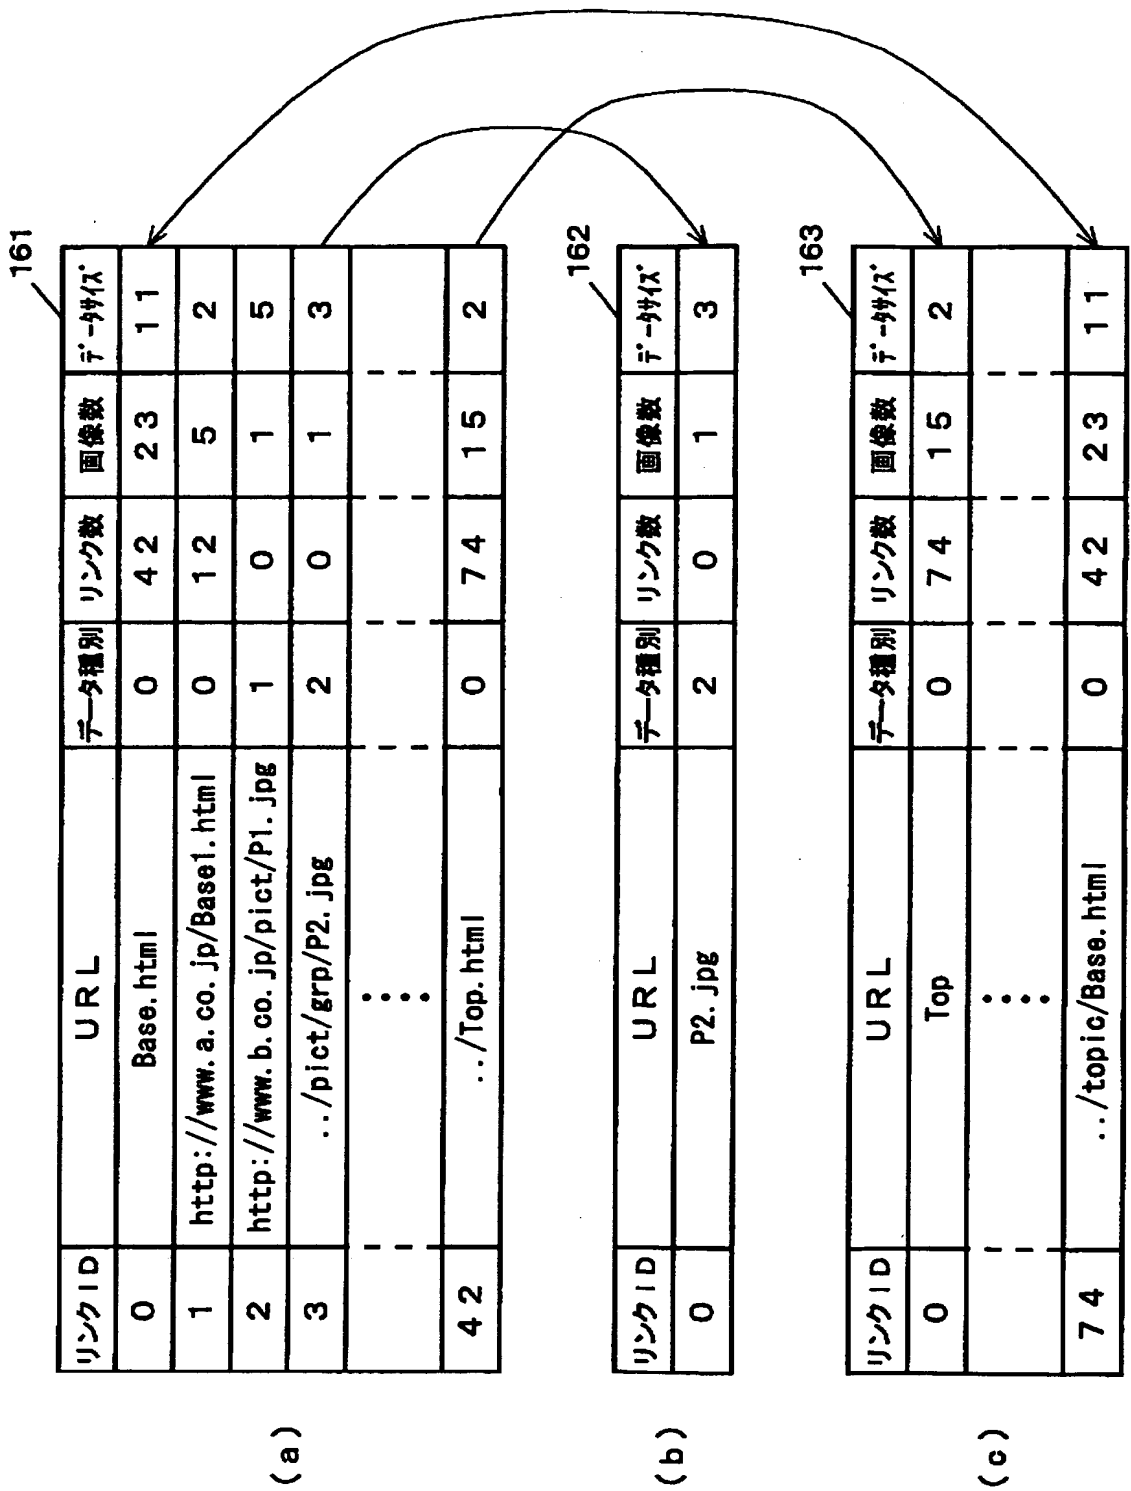 (a)
161
リンクID URL データ種別 リンク数 画像数 データサイズ
0 Base.html 0 42 23 11
1 http://www.a.co.jp/Base1.html 0 12 5 2
2 http://www.b.co.jp/pict/P1.jpg 1 0 1 5
3 ../pict/grp/P2.jpg 2 0 1 3
・・・・
42 ../Top.html 0 74 15 2
(b)
162
リンクID URL データ種別 リンク数 画像数 データサイズ
0 P2.jpg 2 0 1 3
(c)
163
リンクID URL データ種別 リンク数 画像数 データサイズ
0 Top 0 74 15 2
・・・・
74 ../topic/Base.html 0 42 23 11